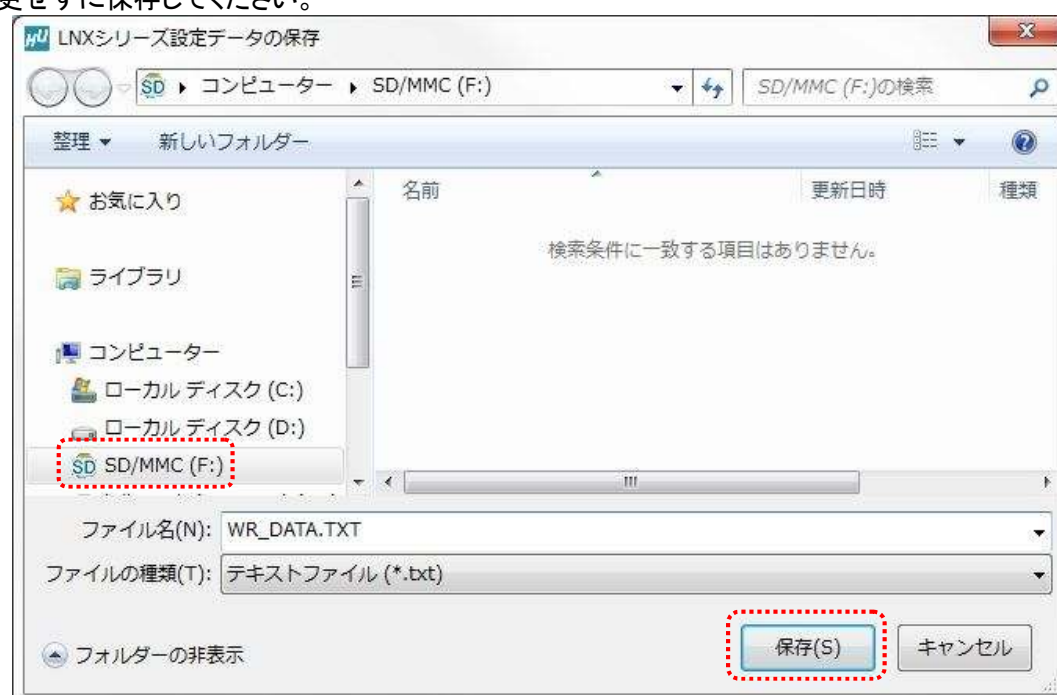 更せずに保存してください。
LNXシリーズ設定データの保存
SD コンピューター SD/MMC (F:)
SD/MMC (F:)の検索
整理 新しいフォルダー
名前 更新日時 種類
お気に入り
検索条件に一致する項目はありません。
ライブラリ
コンピューター
ローカル ディスク (C:)
ローカル ディスク (D:)
SD SD/MMC (F:)
ファイル名(N): WR_DATA.TXT
ファイルの種類(T): テキストファイル (*.txt)
フォルダーの非表示 保存(S) キャンセル